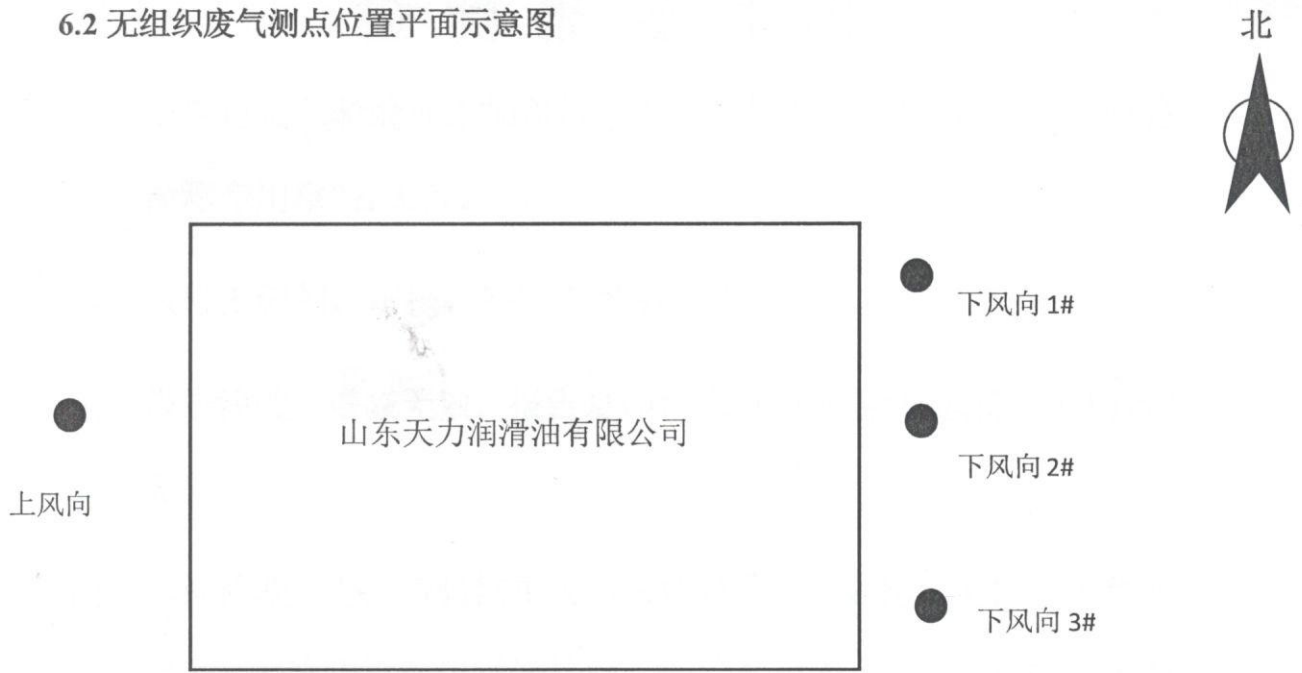 6.2 无组织废气测点位置平面示意图
北
下风向 1#
山东天力润滑油有限公司
下风向 2#
上风向
下风向 3#